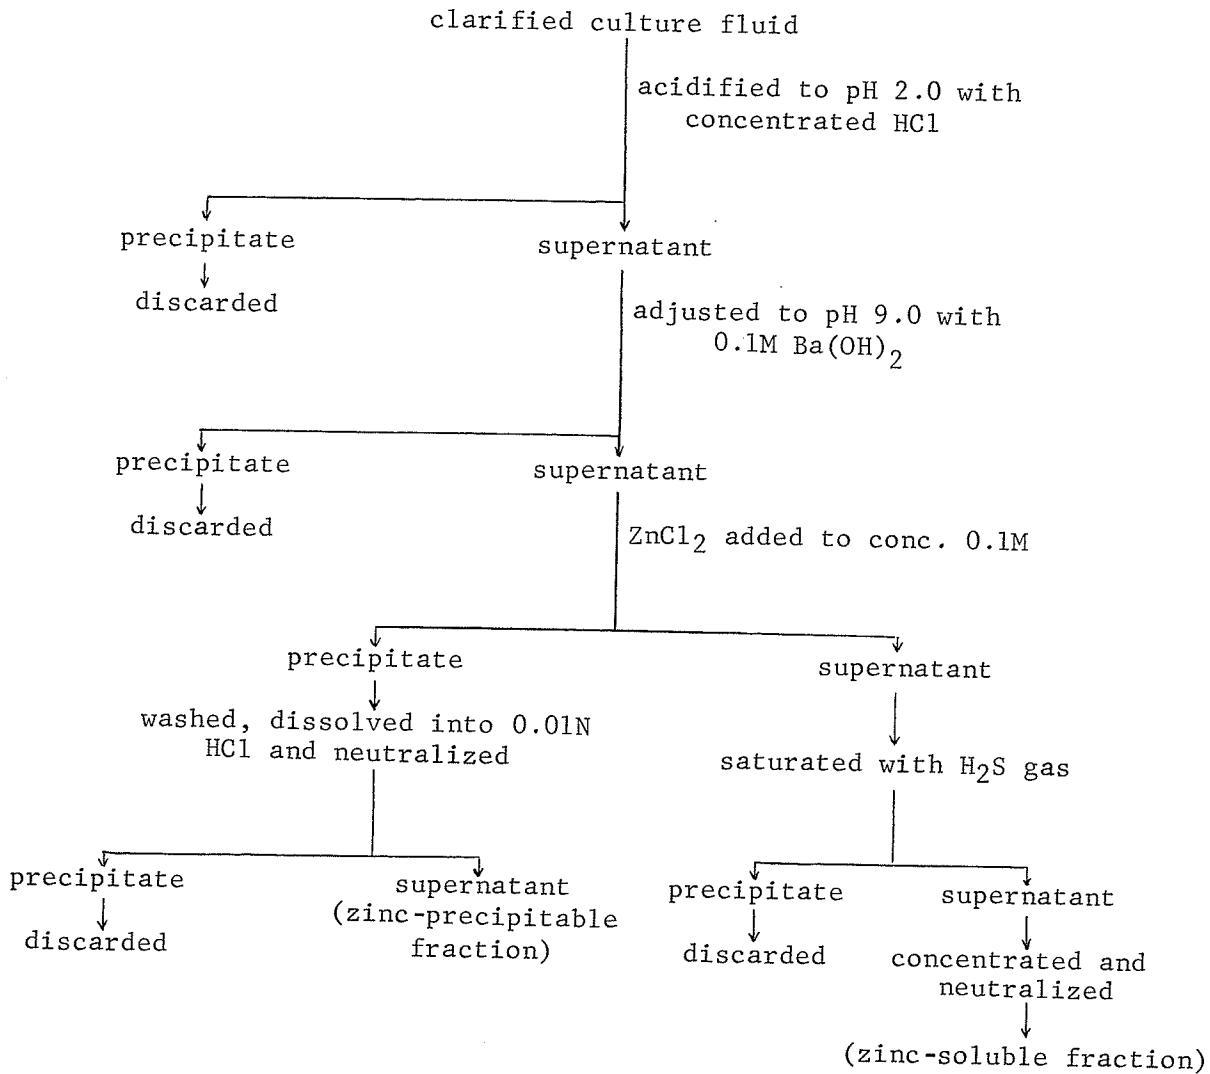 clarified culture fluid
acidified to pH 2.0 with
concentrated HCl
precipitate
supernatant
discarded
adjusted to pH 9.0 with
0.1M Ba(OH)2
precipitate
supernatant
discarded
ZnCl2 added to conc. 0.1M
precipitate
supernatant
washed, dissolved into 0.01N
HCl and neutralized
saturated with H2S gas
precipitate
discarded
supernatant
(zinc-precipitable
fraction)
precipitate
discarded
supernatant
concentrated and
neutralized
(zinc-soluble fraction)